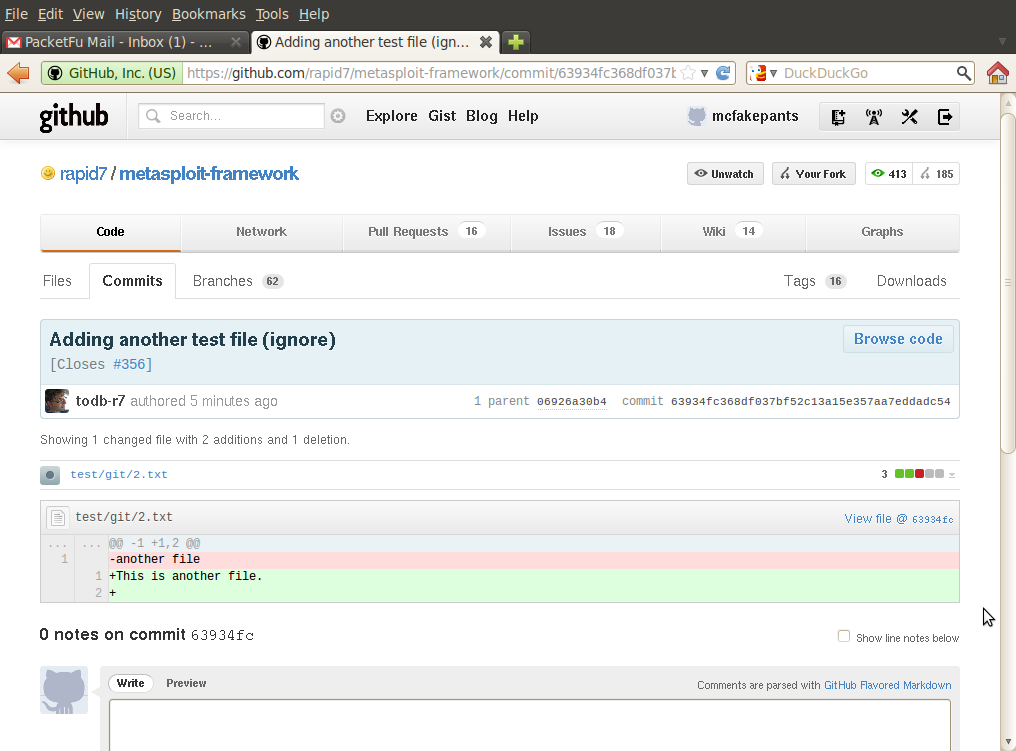 File Edit View History Bookmarks Tools Help
PacketFu Mail - Inbox (1) - ... Adding another test file (ign...
GitHub, Inc. (US) https://github.com/rapid7/metasploit-framework/commit/63934fc368df037b DuckDuckGo
github Search... Explore Gist Blog Help mcfakepants
rapid7 / metasploit-framework Unwatch Your Fork 413 185
Code Network Pull Requests 16 Issues 18 Wiki 14 Graphs
Files Commits Branches 62 Tags 16 Downloads
Adding another test file (ignore) Browse code
[Closes #356]
todb-r7 authored 5 minutes ago 1 parent 06926a30b4 commit 63934fc368df037bf52c13a15e357aa7eddadc54
Showing 1 changed file with 2 additions and 1 deletion.
test/git/2.txt 3
test/git/2.txt View file @ 63934fc
... ... @@ -1 +1,2 @@
1 -another file
1 +This is another file.
2 +
0 notes on commit 63934fc Show line notes below
Write Preview Comments are parsed with GitHub Flavored Markdown